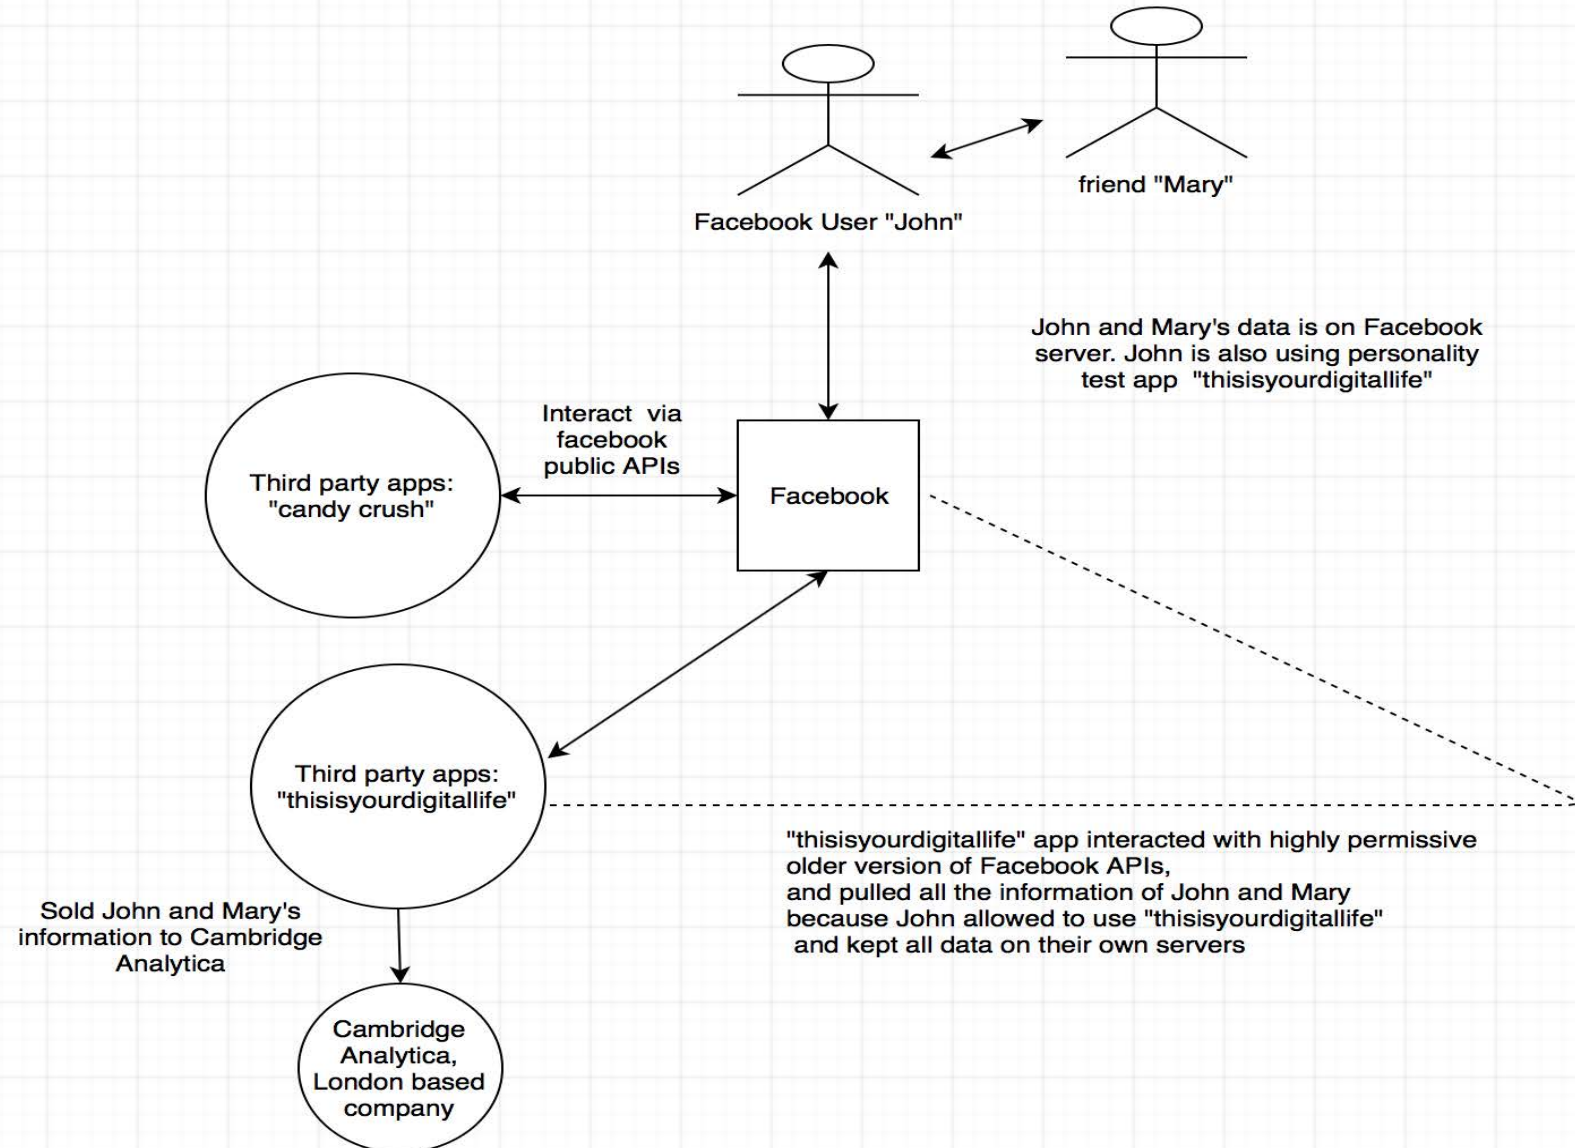 friend "Mary"
Facebook User "John"
John and Mary's data is on Facebook
server. John is also using personality
test app  "thisisyourdigitallife"
Interact  via
facebook
public APIs
Third party apps:
"candy crush"
Facebook
Third party apps:
"thisisyourdigitallife"
"thisisyourdigitallife" app interacted with highly permissive
older version of Facebook APIs,
and pulled all the information of John and Mary
because John allowed to use "thisisyourdigitallife"
and kept all data on their own servers
Sold John and Mary's
information to Cambridge
Analytica
Cambridge
Analytica,
London based
company